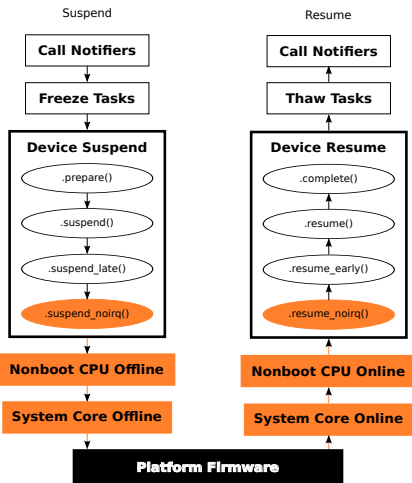 Suspend
Call Notifiers
Freeze Tasks
Device Suspend
.prepare()
.suspend()
.suspend_late()
.suspend_noirq()
Nonboot CPU Offline
System Core Offline
Resume
Call Notifiers
Thaw Tasks
Device Resume
.complete()
.resume()
.resume_early()
.resume_noirq()
Nonboot CPU Online
System Core Online
Platform Firmware